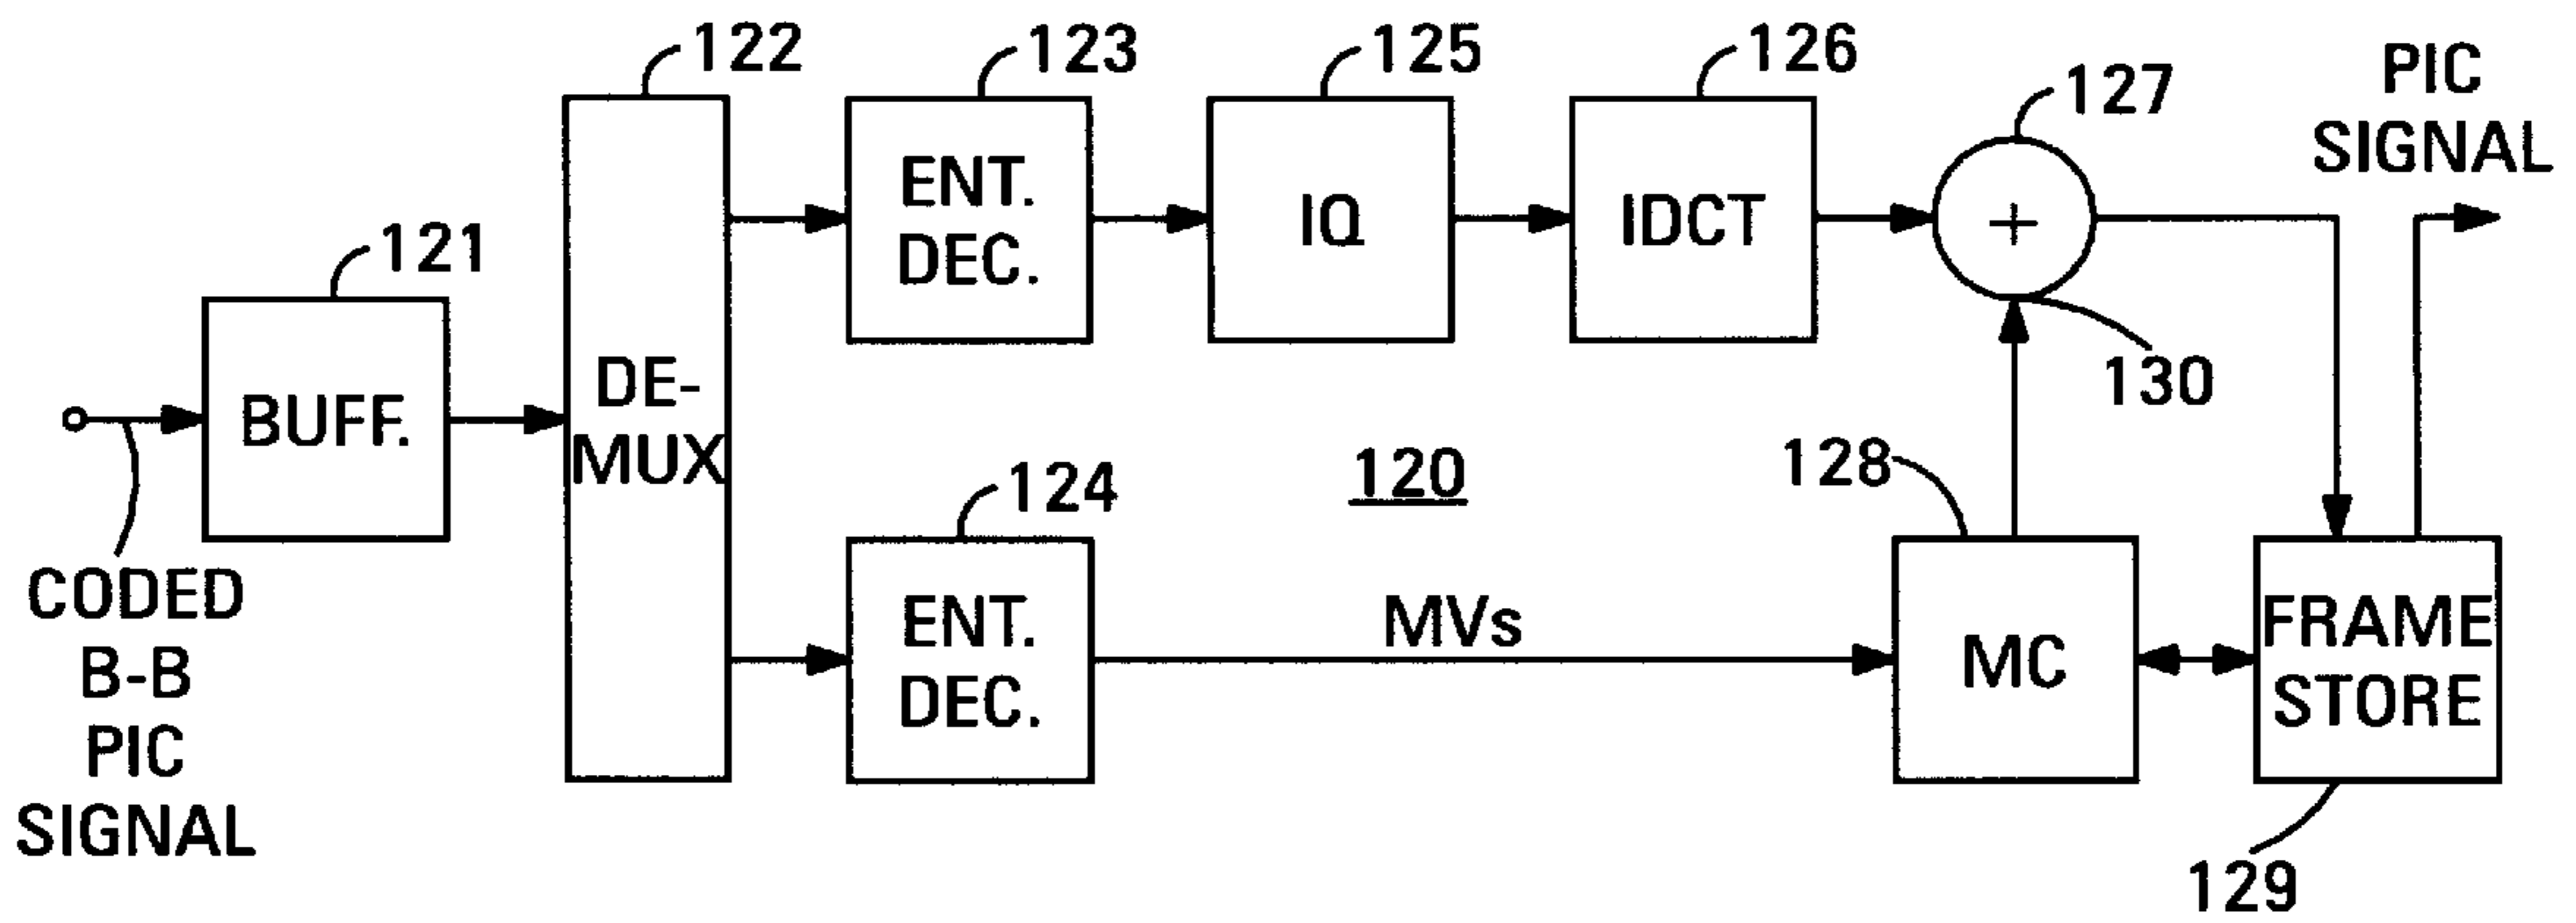 122
123
125
126
127
PIC
SIGNAL
121
ENT.
DEC.
IQ
IDCT
+
130
BUFF.
DE-
MUX
120
124
128
CODED
B-B
PIC
SIGNAL
ENT.
DEC.
MVs
MC
FRAME
STORE
129